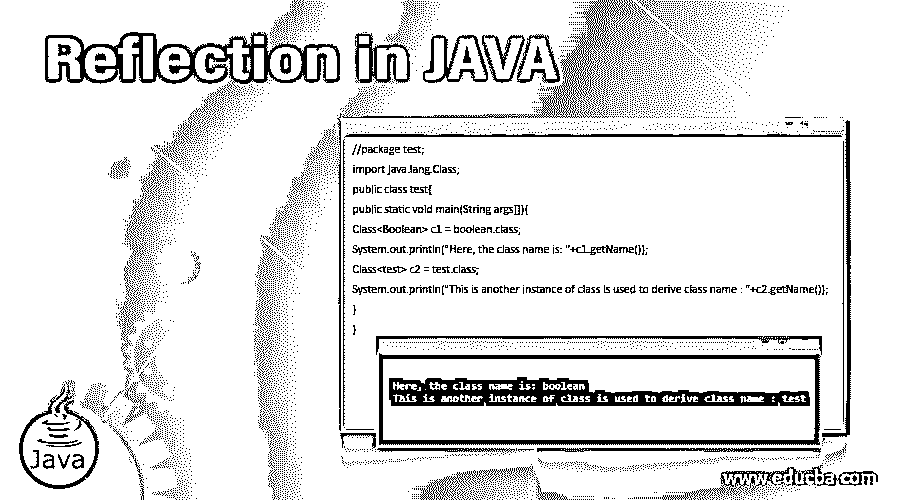 Reflection in JAVA
//package test;
import java.lang.Class;
public class test{
public static void main(String args[]){
Class<Boolean> c1 = boolean.class;
System.out.println("Here, the class name is: "+c1.getName());
Class<test> c2 = test.class;
System.out.println("This is another instance of class is used to derive class name : "+c2.getName());
}
}
Here, the class name is: boolean
This is another instance of class is used to derive class name : test
Java
www.educba.com